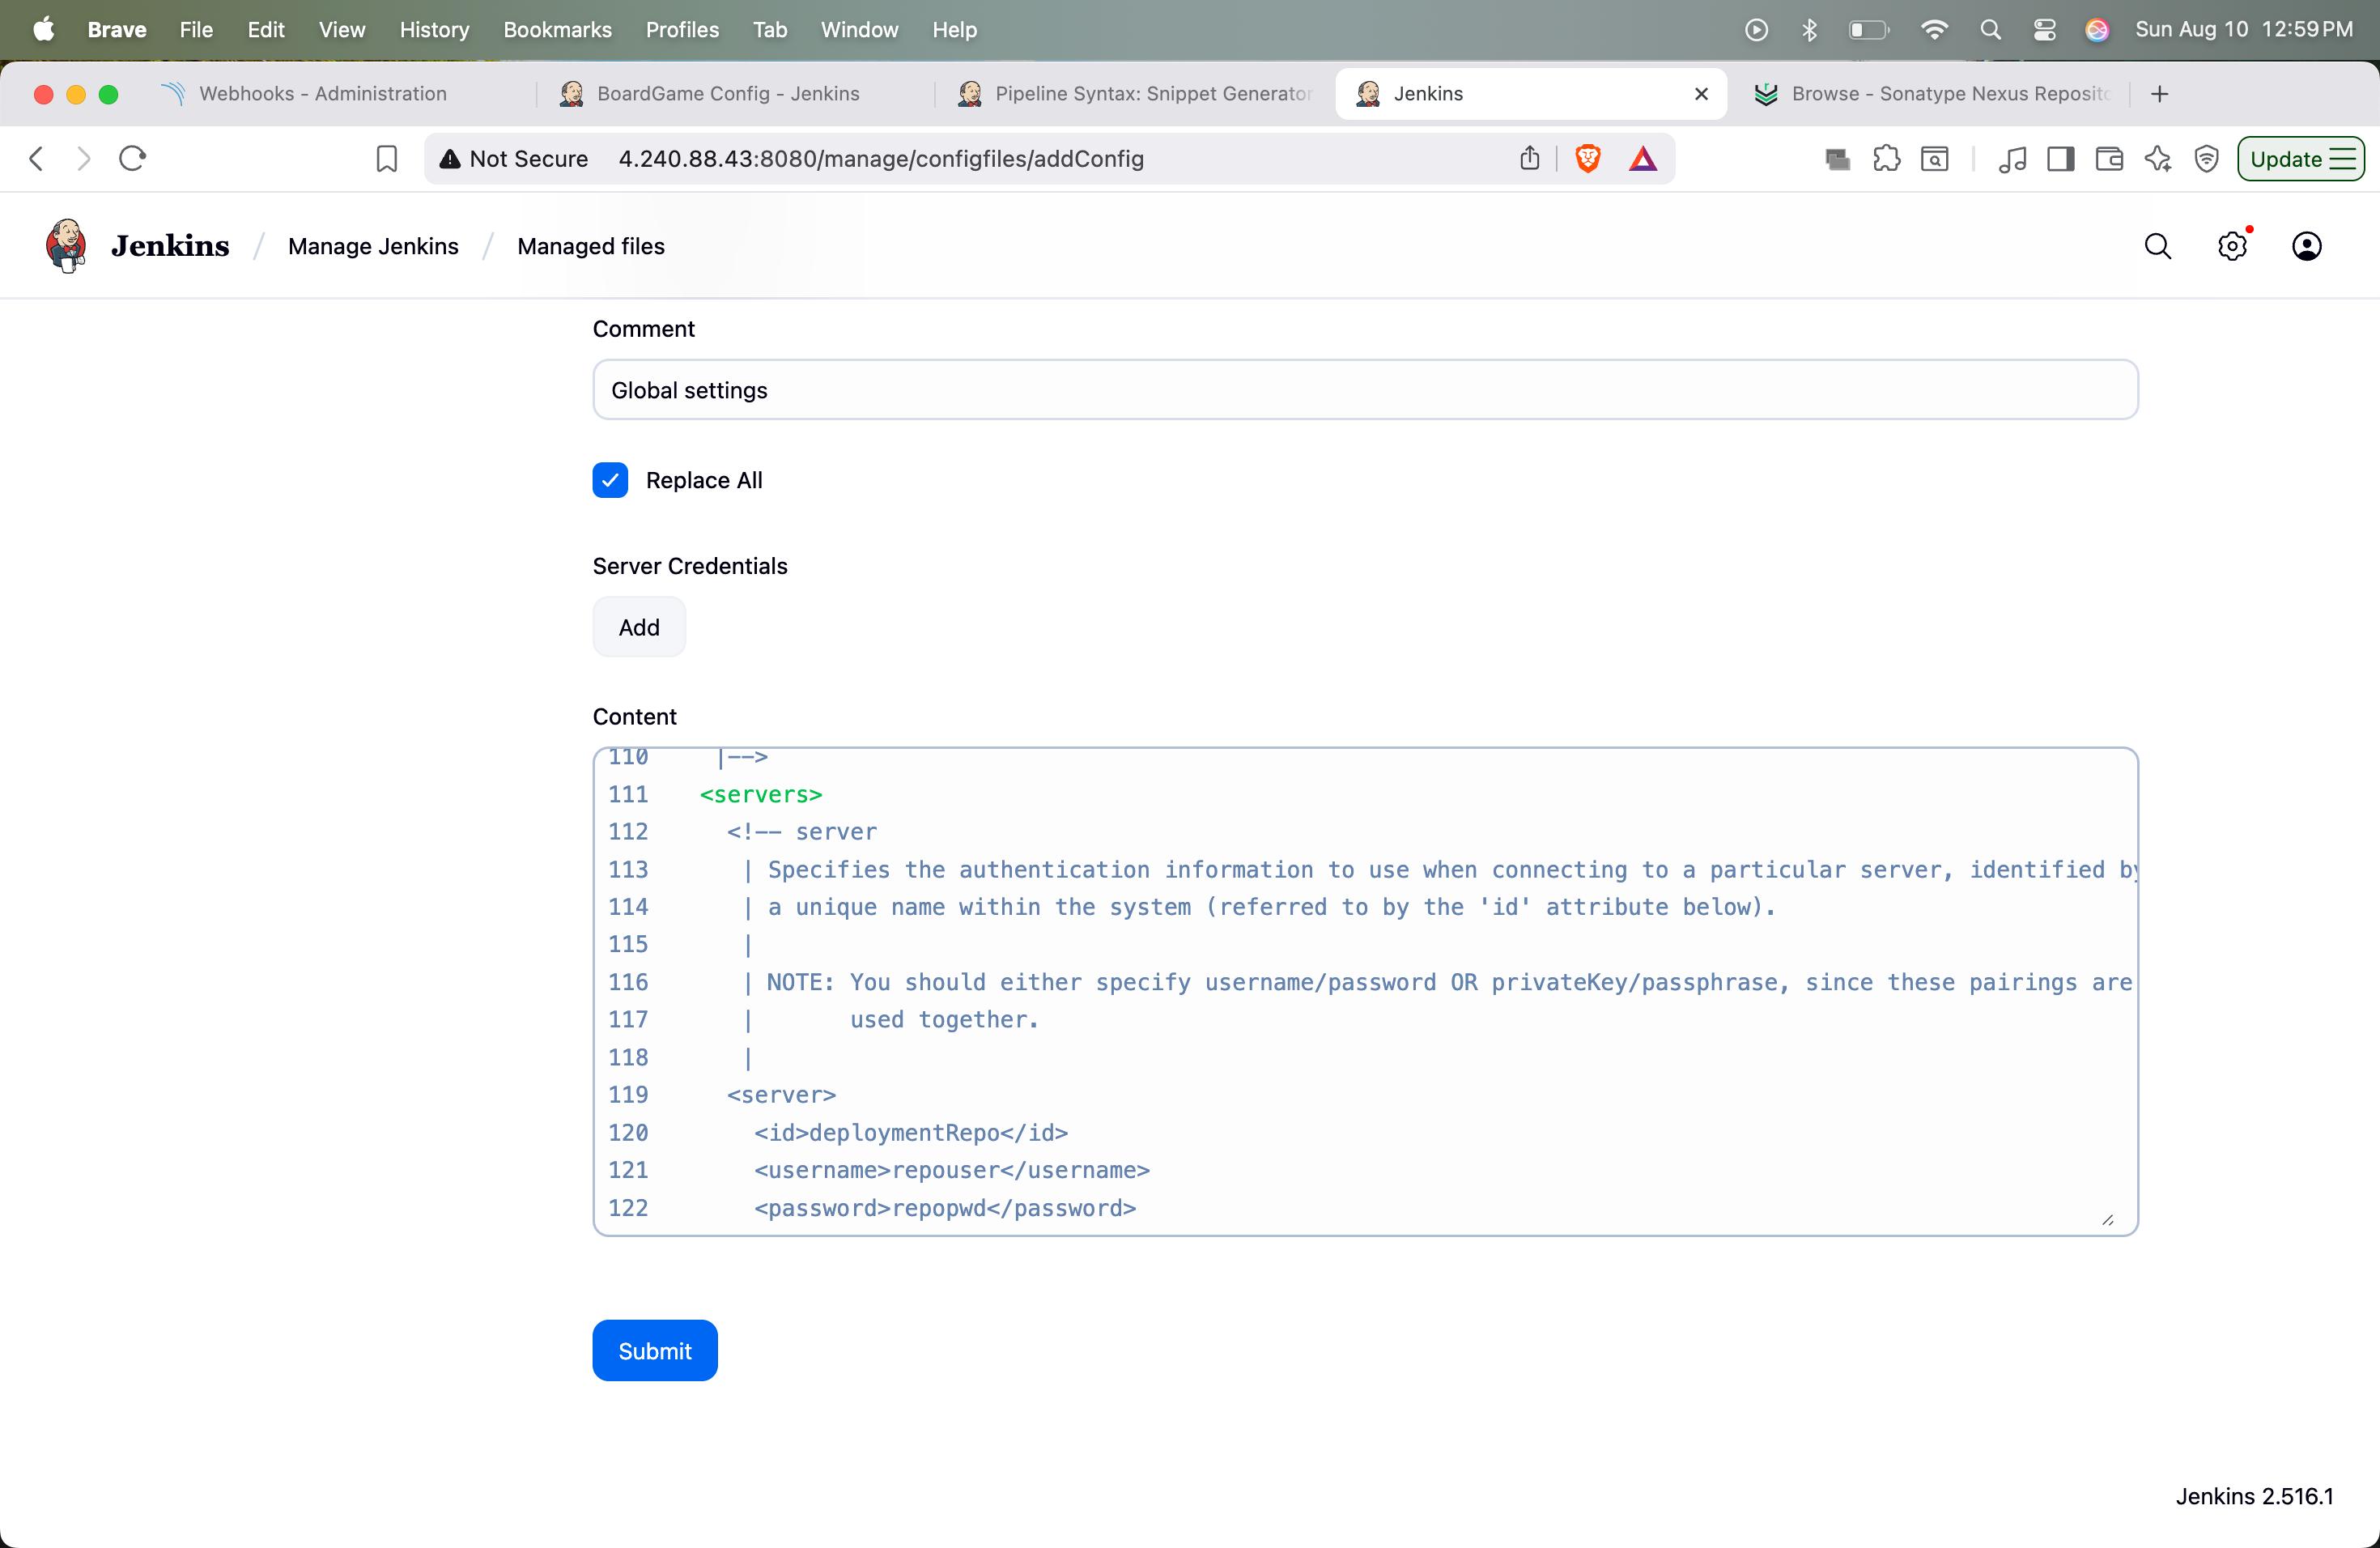 Brave File Edit View History Bookmarks Profiles Tab Window Help Sun Aug 10 12:59 PM
Webhooks - Administration BoardGame Config - Jenkins Pipeline Syntax: Snippet Generator Jenkins Browse - Sonatype Nexus Reposito
Not Secure 4.240.88.43:8080/manage/configfiles/addConfig Update
Jenkins / Manage Jenkins / Managed files
Comment
Global settings
Replace All
Server Credentials
Add
Content
110 |-->
111 <servers>
112 <!-- server
113 | Specifies the authentication information to use when connecting to a particular server, identified by
114 | a unique name within the system (referred to by the 'id' attribute below).
115 |
116 | NOTE: You should either specify username/password OR privateKey/passphrase, since these pairings are
117 | used together.
118 |
119 <server>
120 <id>deploymentRepo</id>
121 <username>repouser</username>
122 <password>repopwd</password>
Submit
Jenkins 2.516.1